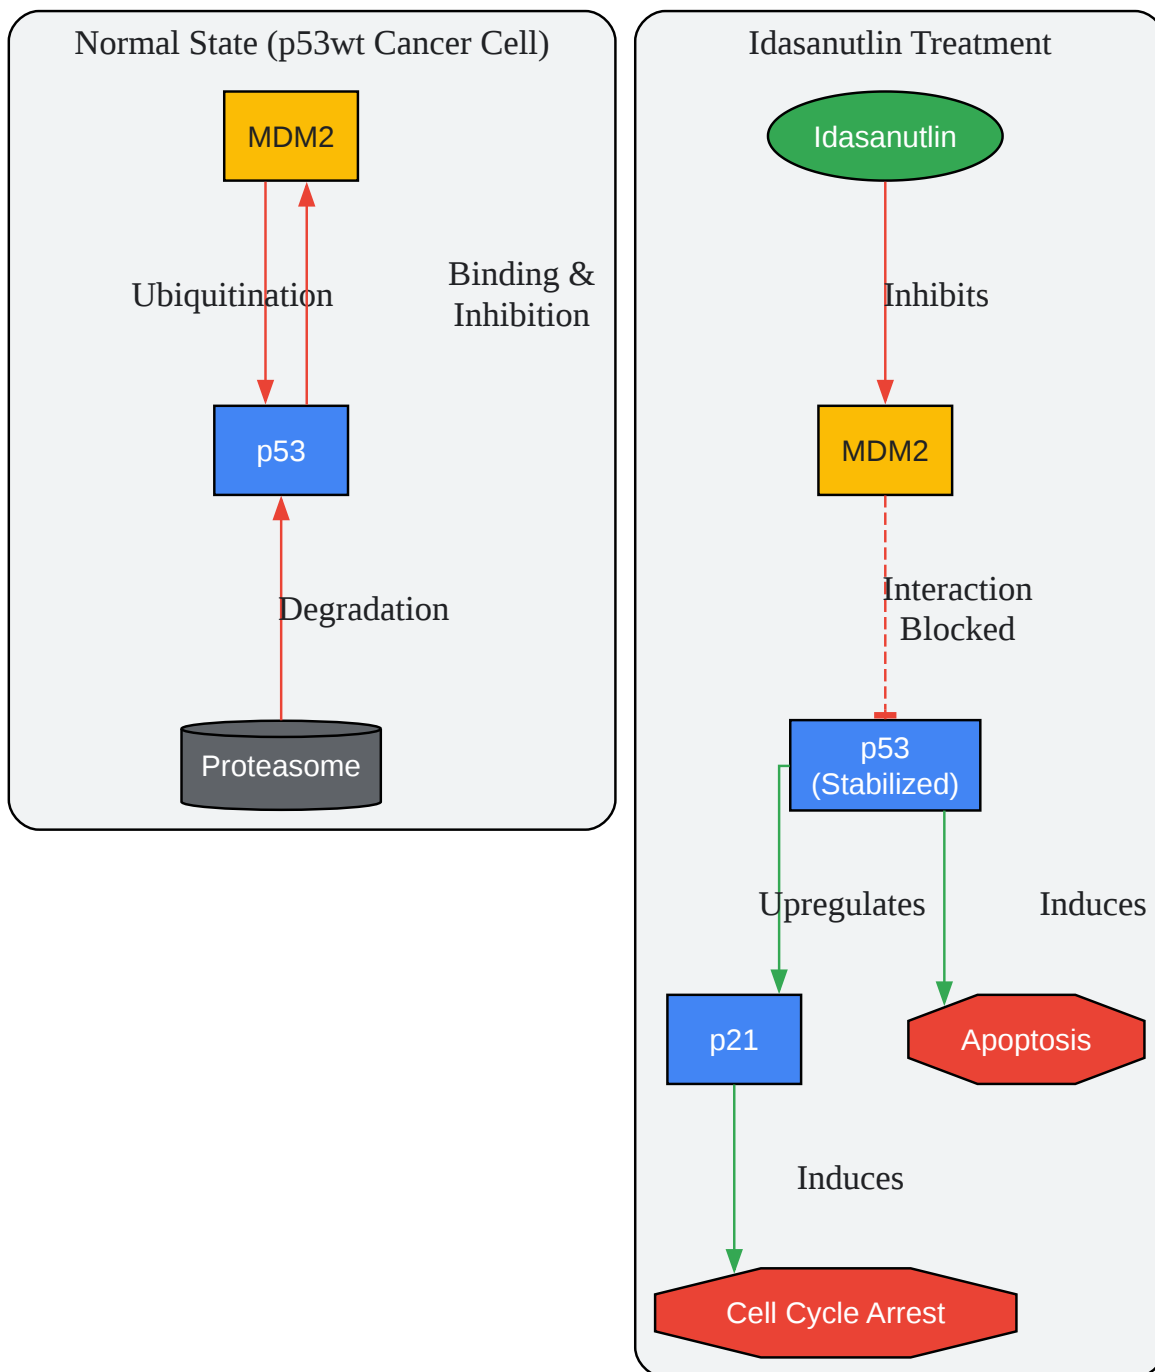 Normal State (p53wt Cancer Cell)
MDM2
Ubiquitination
Binding &
Inhibition
p53
Degradation
Proteasome
Idasanutlin Treatment
Idasanutlin
Inhibits
MDM2
Interaction
Blocked
p53
(Stabilized)
Upregulates
Induces
p21
Apoptosis
Induces
Cell Cycle Arrest